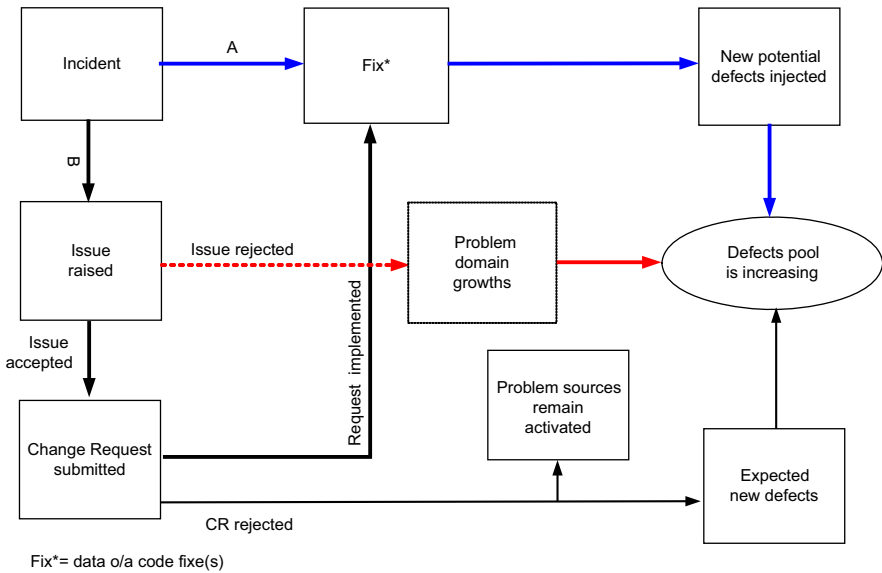 Incident
A
Fix*
New potential
defects injected
B
Issue
raised
Issue rejected
Problem
domain
growths
Defects pool
is increasing
Issue
accepted
Request implemented
Problem sources
remain
activated
Change Request
submitted
Expected
new defects
CR rejected
Fix*= data o/a code fixe(s)